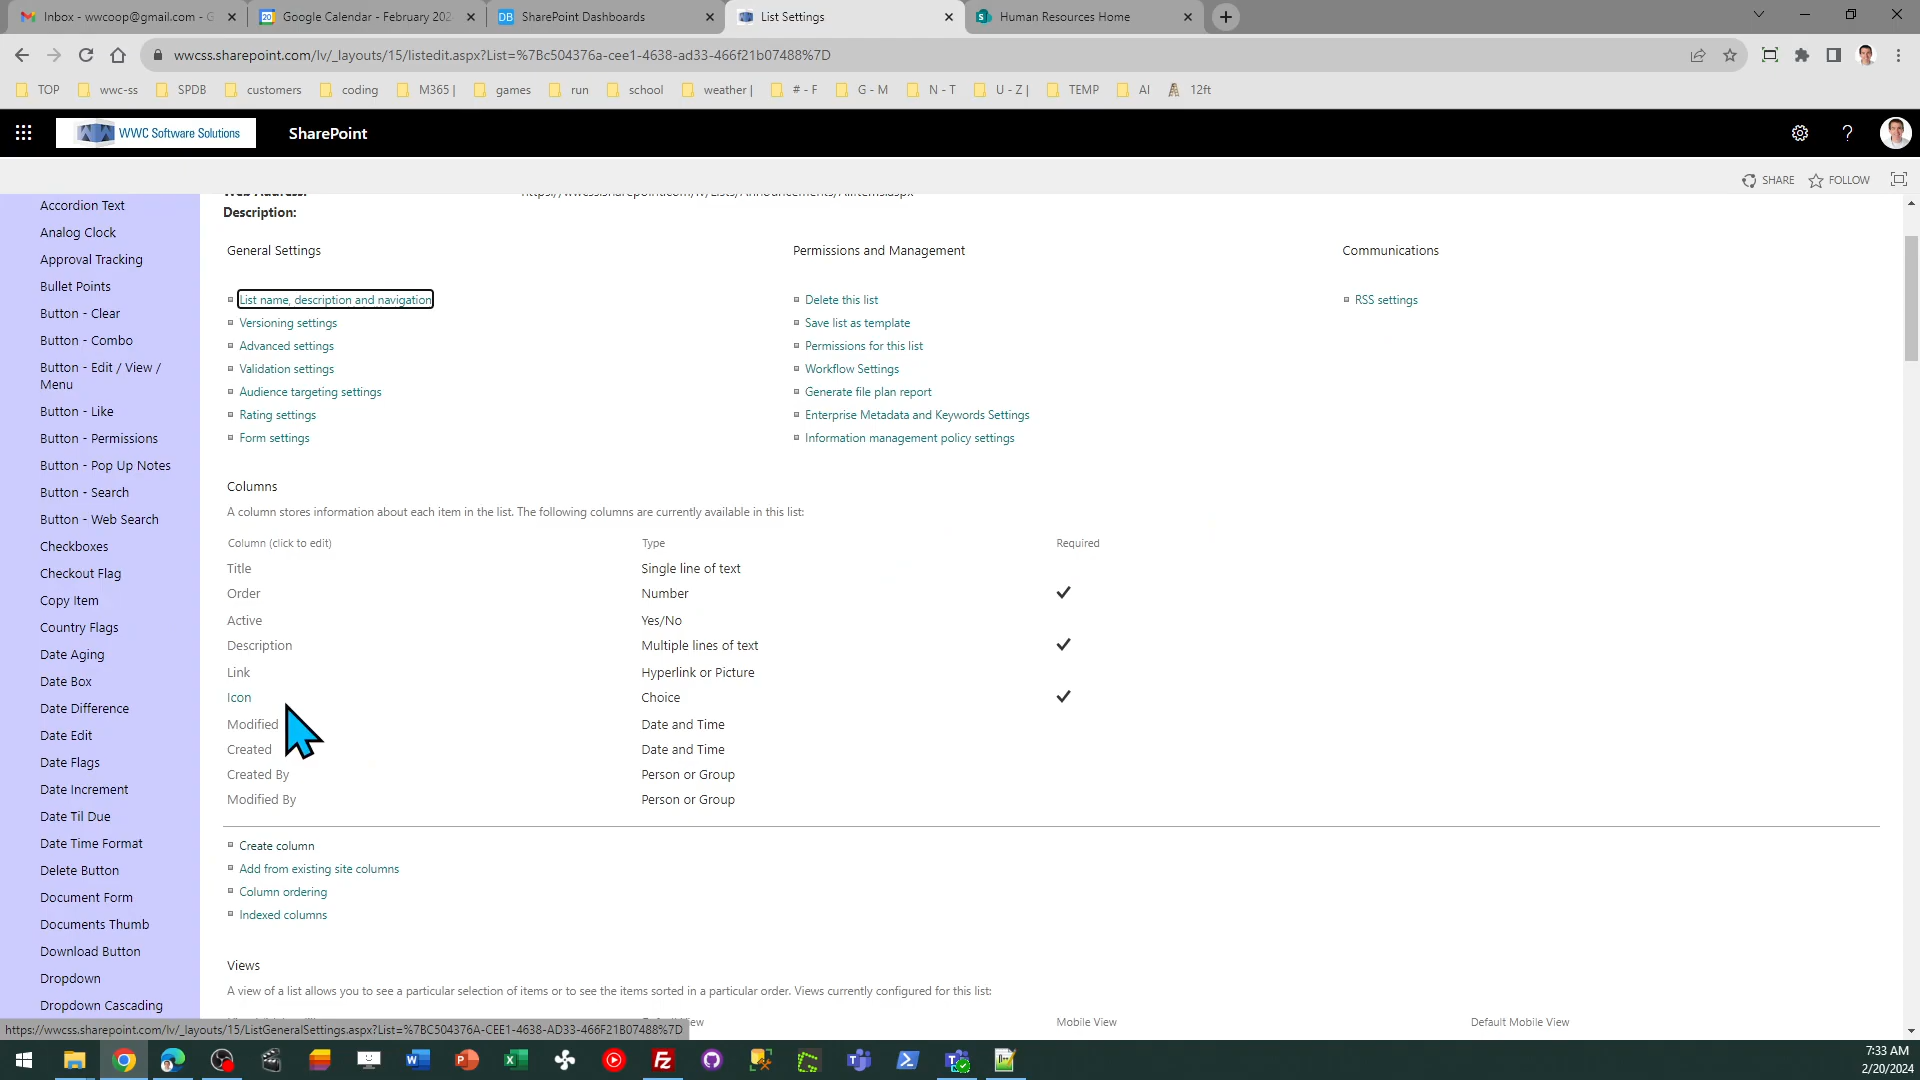 Inbox - wwcoop@gmail.com - G
Google Calendar - February 202
SharePoint Dashboards
List Settings
Human Resources Home
wwcss.sharepoint.com/lv/_layouts/15/listedit.aspx?List=%7Bc504376a-cee1-4638-ad33-466f21b07488%7D
TOP
wwc-ss
SPDB
customers
coding
M365 |
games
run
school
weather |
# - F
G - M
N - T
U - Z |
TEMP
AI
12ft
WWC Software Solutions
SharePoint
SHARE
FOLLOW
Web Address:
https://wwcss.sharepoint.com/lv/Lists/Announcements/AllItems.aspx
Description:
Accordion Text
Analog Clock
Approval Tracking
Bullet Points
Button - Clear
Button - Combo
Button - Edit / View /
Menu
Button - Like
Button - Permissions
Button - Pop Up Notes
Button - Search
Button - Web Search
Checkboxes
Checkout Flag
Copy Item
Country Flags
Date Aging
Date Box
Date Difference
Date Edit
Date Flags
Date Increment
Date Til Due
Date Time Format
Delete Button
Document Form
Documents Thumb
Download Button
Dropdown
Dropdown Cascading
General Settings
List name, description and navigation
Versioning settings
Advanced settings
Validation settings
Audience targeting settings
Rating settings
Form settings
Permissions and Management
Delete this list
Save list as template
Permissions for this list
Workflow Settings
Generate file plan report
Enterprise Metadata and Keywords Settings
Information management policy settings
Communications
RSS settings
Columns
A column stores information about each item in the list. The following columns are currently available in this list:
Column (click to edit) Type Required
Title Single line of text
Order Number
Active Yes/No
Description Multiple lines of text
Link Hyperlink or Picture
Icon Choice
Modified Date and Time
Created Date and Time
Created By Person or Group
Modified By Person or Group
Create column
Add from existing site columns
Column ordering
Indexed columns
Views
A view of a list allows you to see a particular selection of items or to see the items sorted in a particular order. Views currently configured for this list:
View
Mobile View
Default Mobile View
https://wwcss.sharepoint.com/lv/_layouts/15/ListGeneralSettings.aspx?List=%7BC504376A-CEE1-4638-AD33-466F21B07488%7D
7:33 AM
2/20/2024